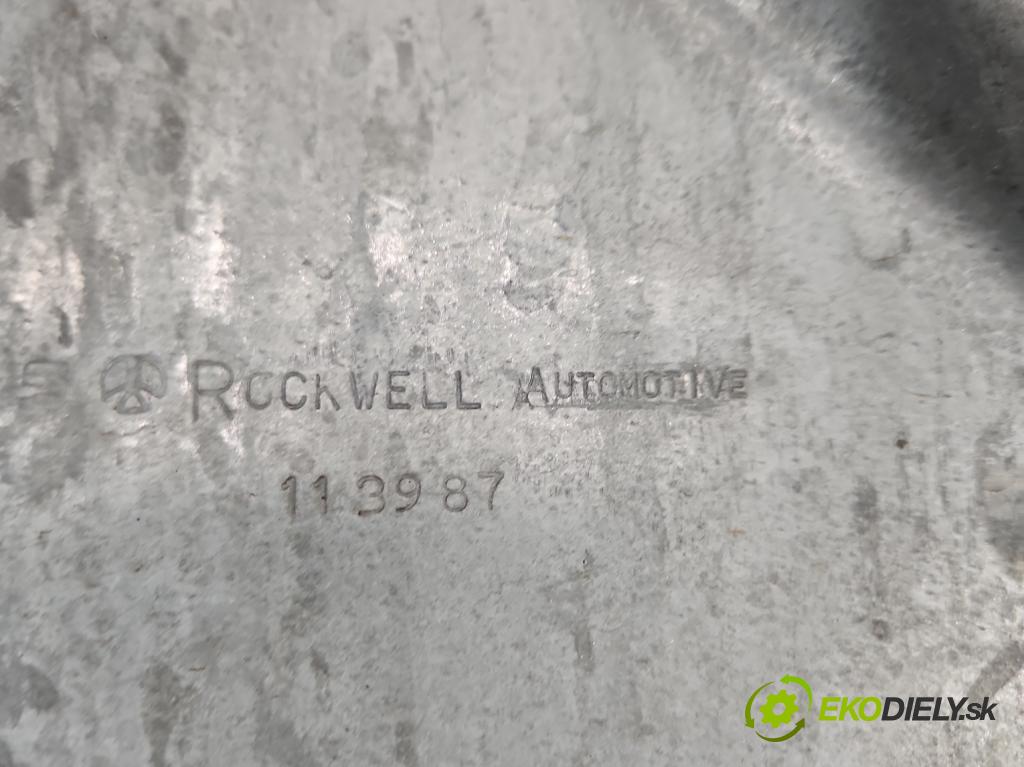 ROCKWELL AUTOMOTIVE
11 39 87
EKODIELY.sk